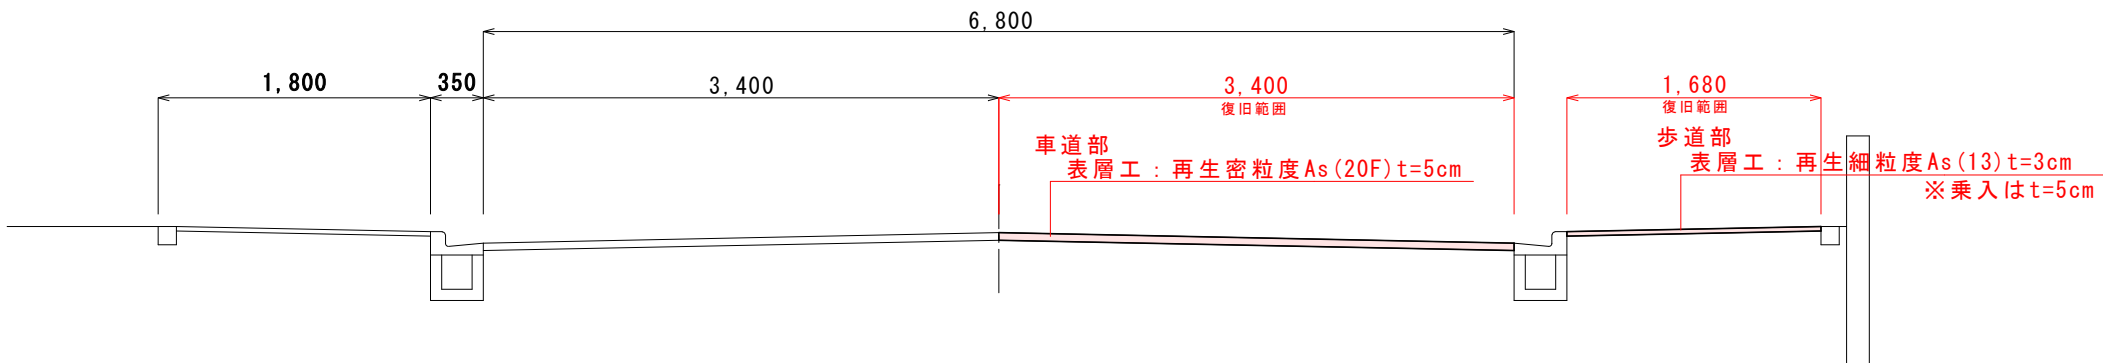 6,800
1,800
350
3,400
3,400
復旧範囲
1,680
復旧範囲
車道部
表層工：再生密粒度As(20F)t=5cm
歩道部
表層工：再生細粒度As(13)t=3cm
※乗入はt=5cm